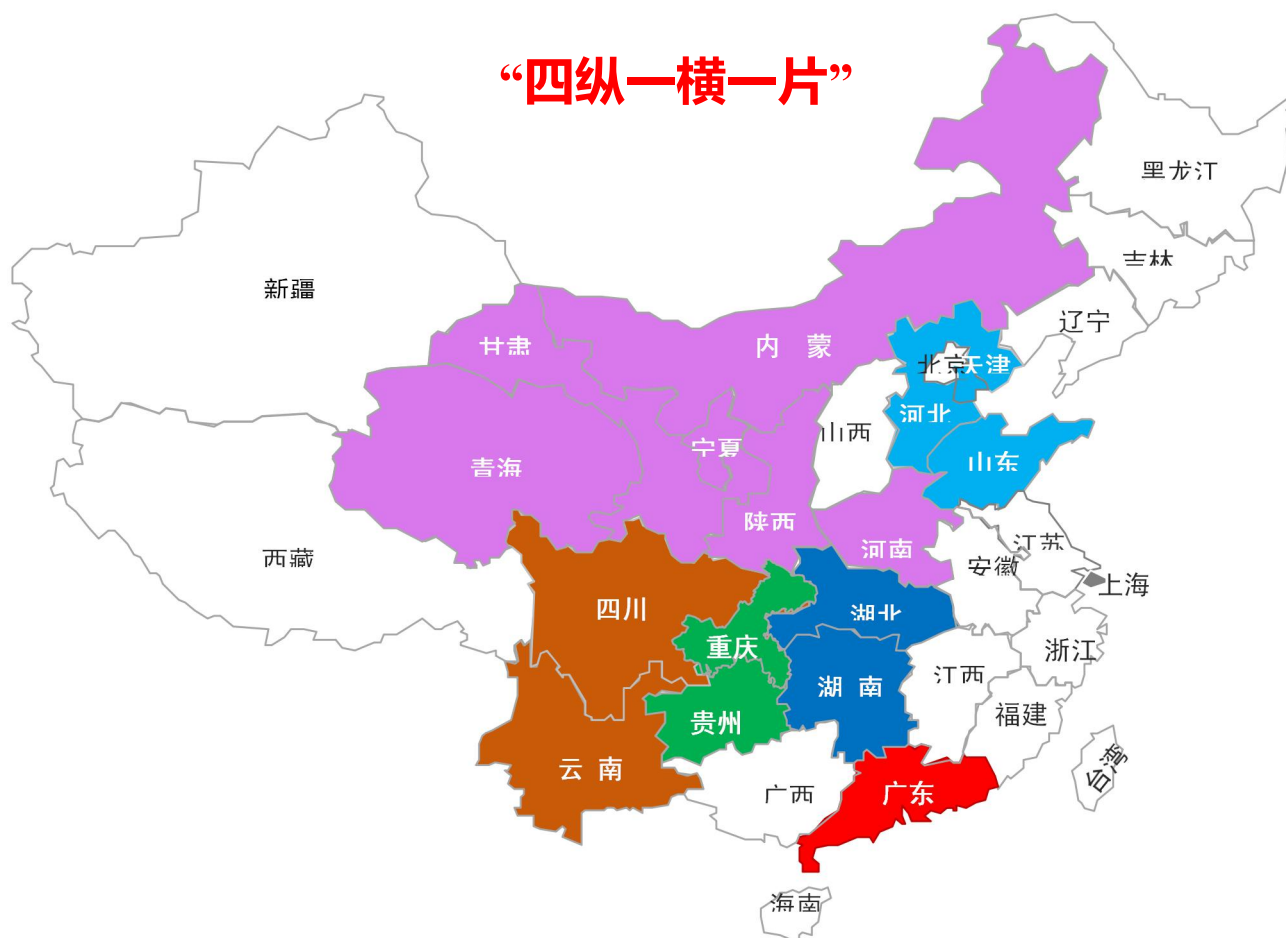 “四纵一横一片”
黑龙江
吉林
新疆
辽宁
甘肃
内 蒙
北京
天津
河北
山西
宁夏
青海
山东
陕西
河南
江苏
西藏
安徽
上海
四川
湖北
重庆
浙江
江西
湖 南
福建
贵州
云 南
台湾
广西
广东
海南